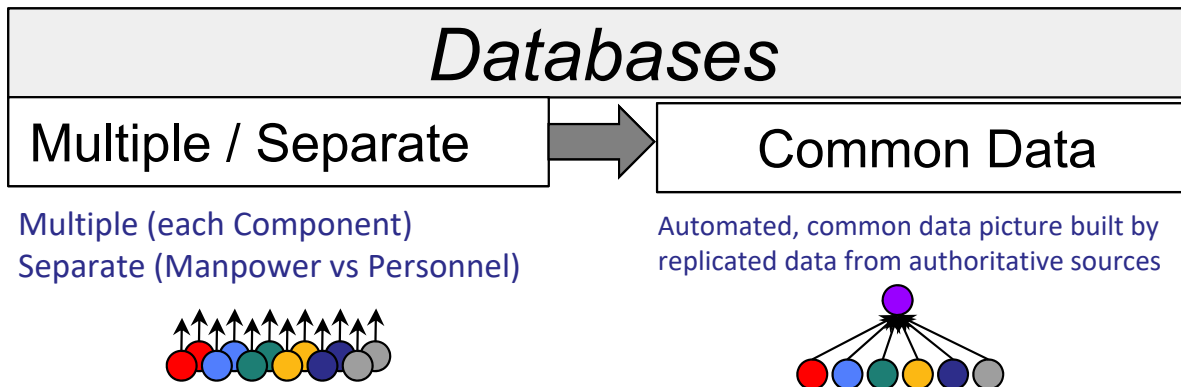 Databases
Multiple / Separate
Common Data
Multiple (each Component)
Separate (Manpower vs Personnel)
Automated, common data picture built by
replicated data from authoritative sources